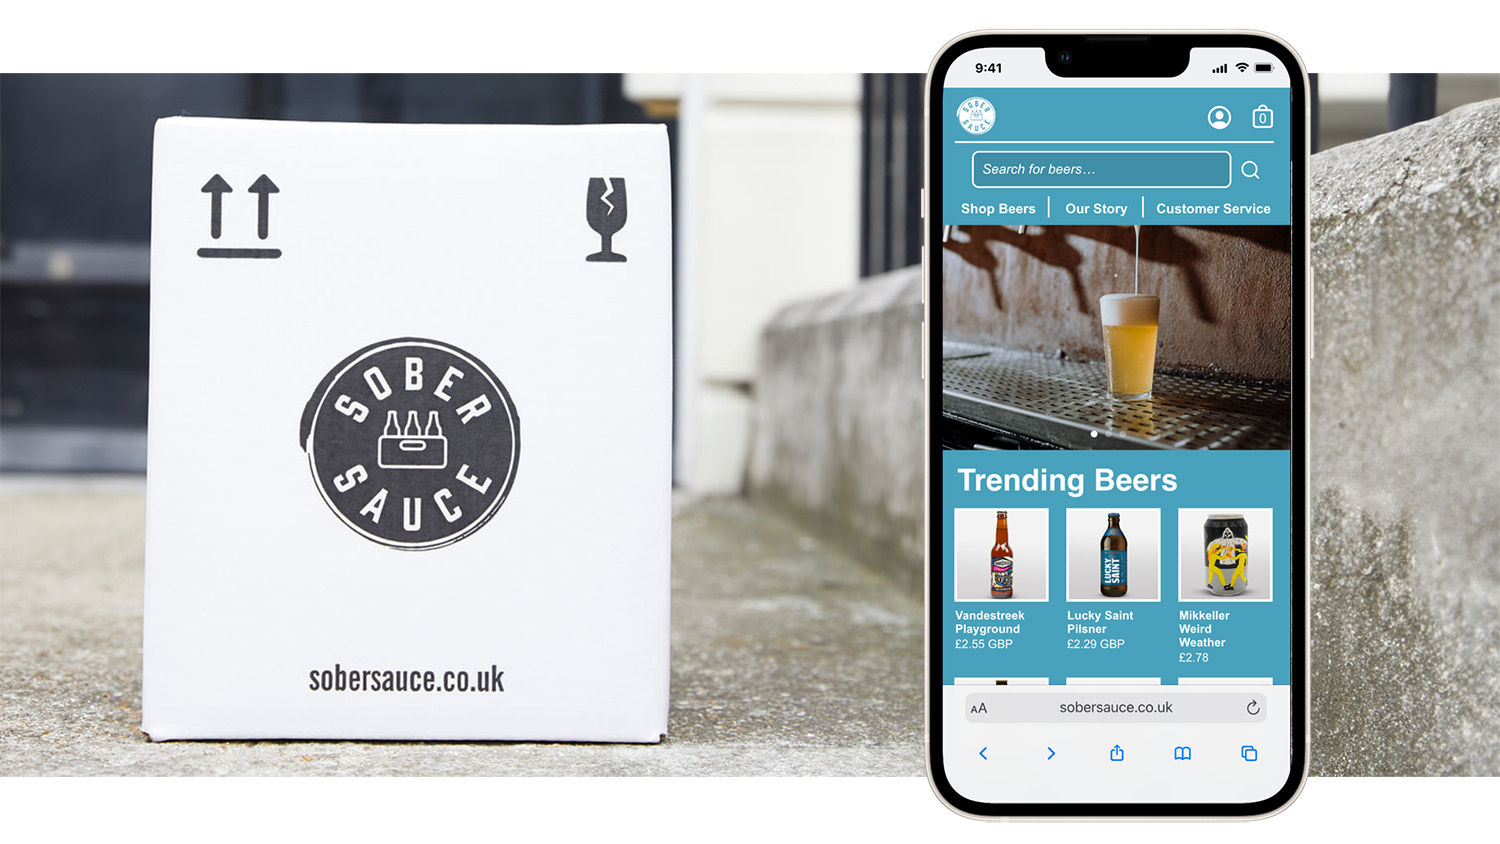 SOBER
SAUCE
sobersauce.co.uk
9:41
SOBER
SAUCE
0
Search for beers...
Shop Beers
Our Story
Customer Service
Trending Beers
LUCKY
SAINT
Vandestreek
Playground
£2.55 GBP
Lucky Saint
Pilsner
£2.29 GBP
Mikkeller
Weird
Weather
£2.78
AA
sobersauce.co.uk